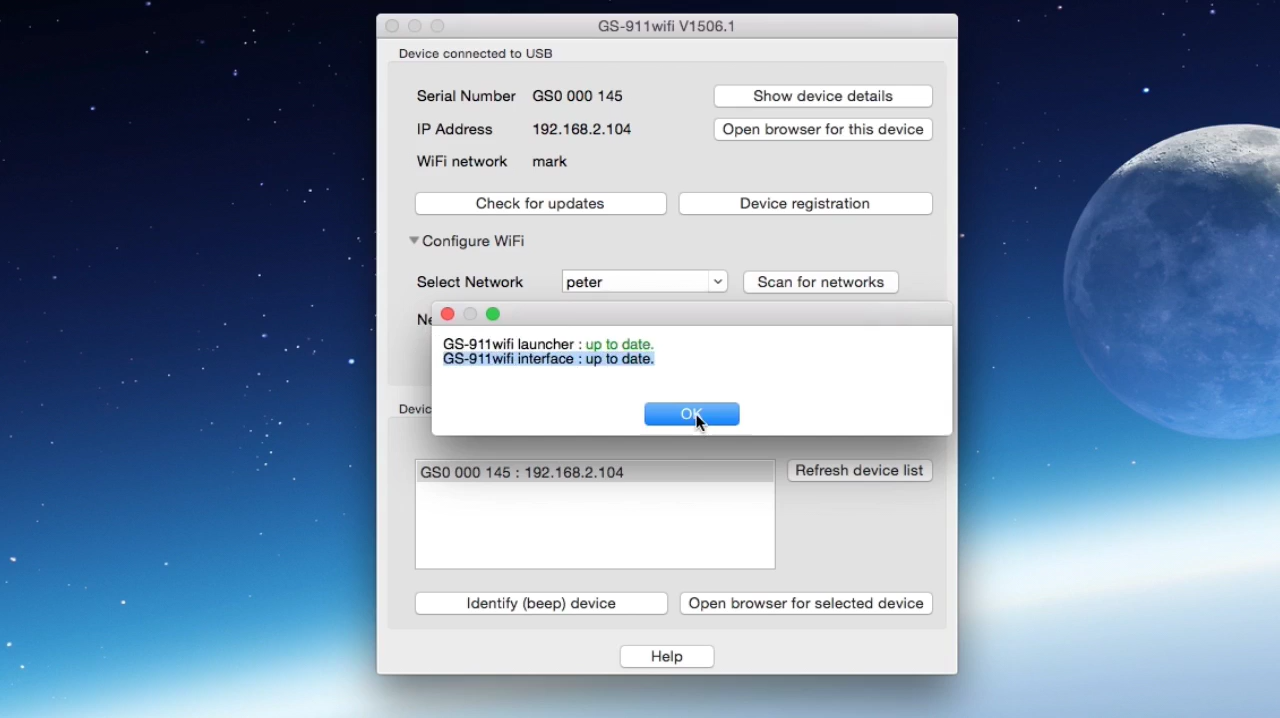 GS-911wifi V1506.1
Device connected to USB
Serial Number GS0 000 145 Show device details
IP Address 192.168.2.104 Open browser for this device
WiFi network mark
Check for updates Device registration
Configure WiFi
Select Network peter Scan for networks
Ne
GS-911wifi launcher : up to date.
GS-911wifi interface : up to date.
OK
Devic
GS0 000 145 : 192.168.2.104 Refresh device list
Identify (beep) device Open browser for selected device
Help